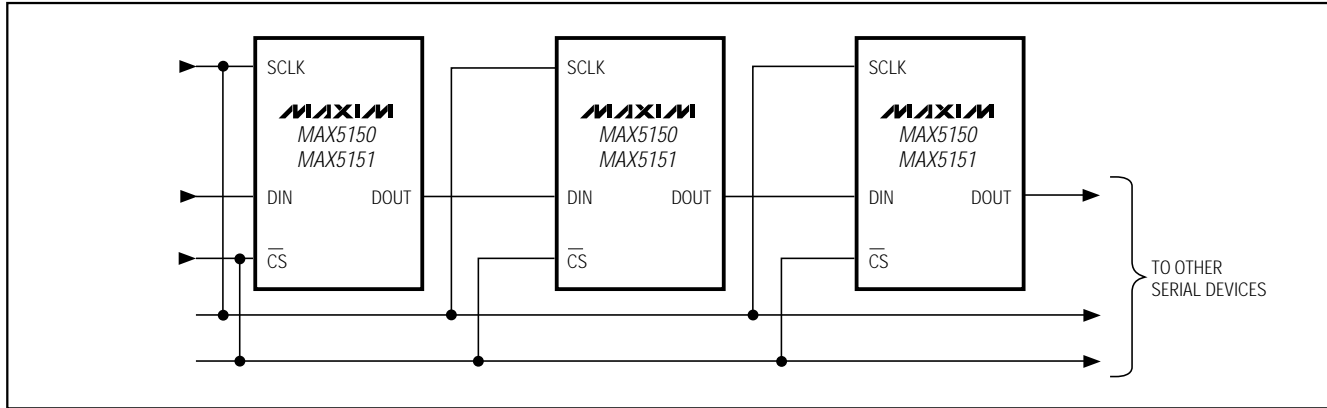 SCLK
MAXIM
MAX5150
MAX5151
DIN DOUT
CS
SCLK
MAXIM
MAX5150
MAX5151
DIN DOUT
CS
SCLK
MAXIM
MAX5150
MAX5151
DIN DOUT
CS
TO OTHER
SERIAL DEVICES